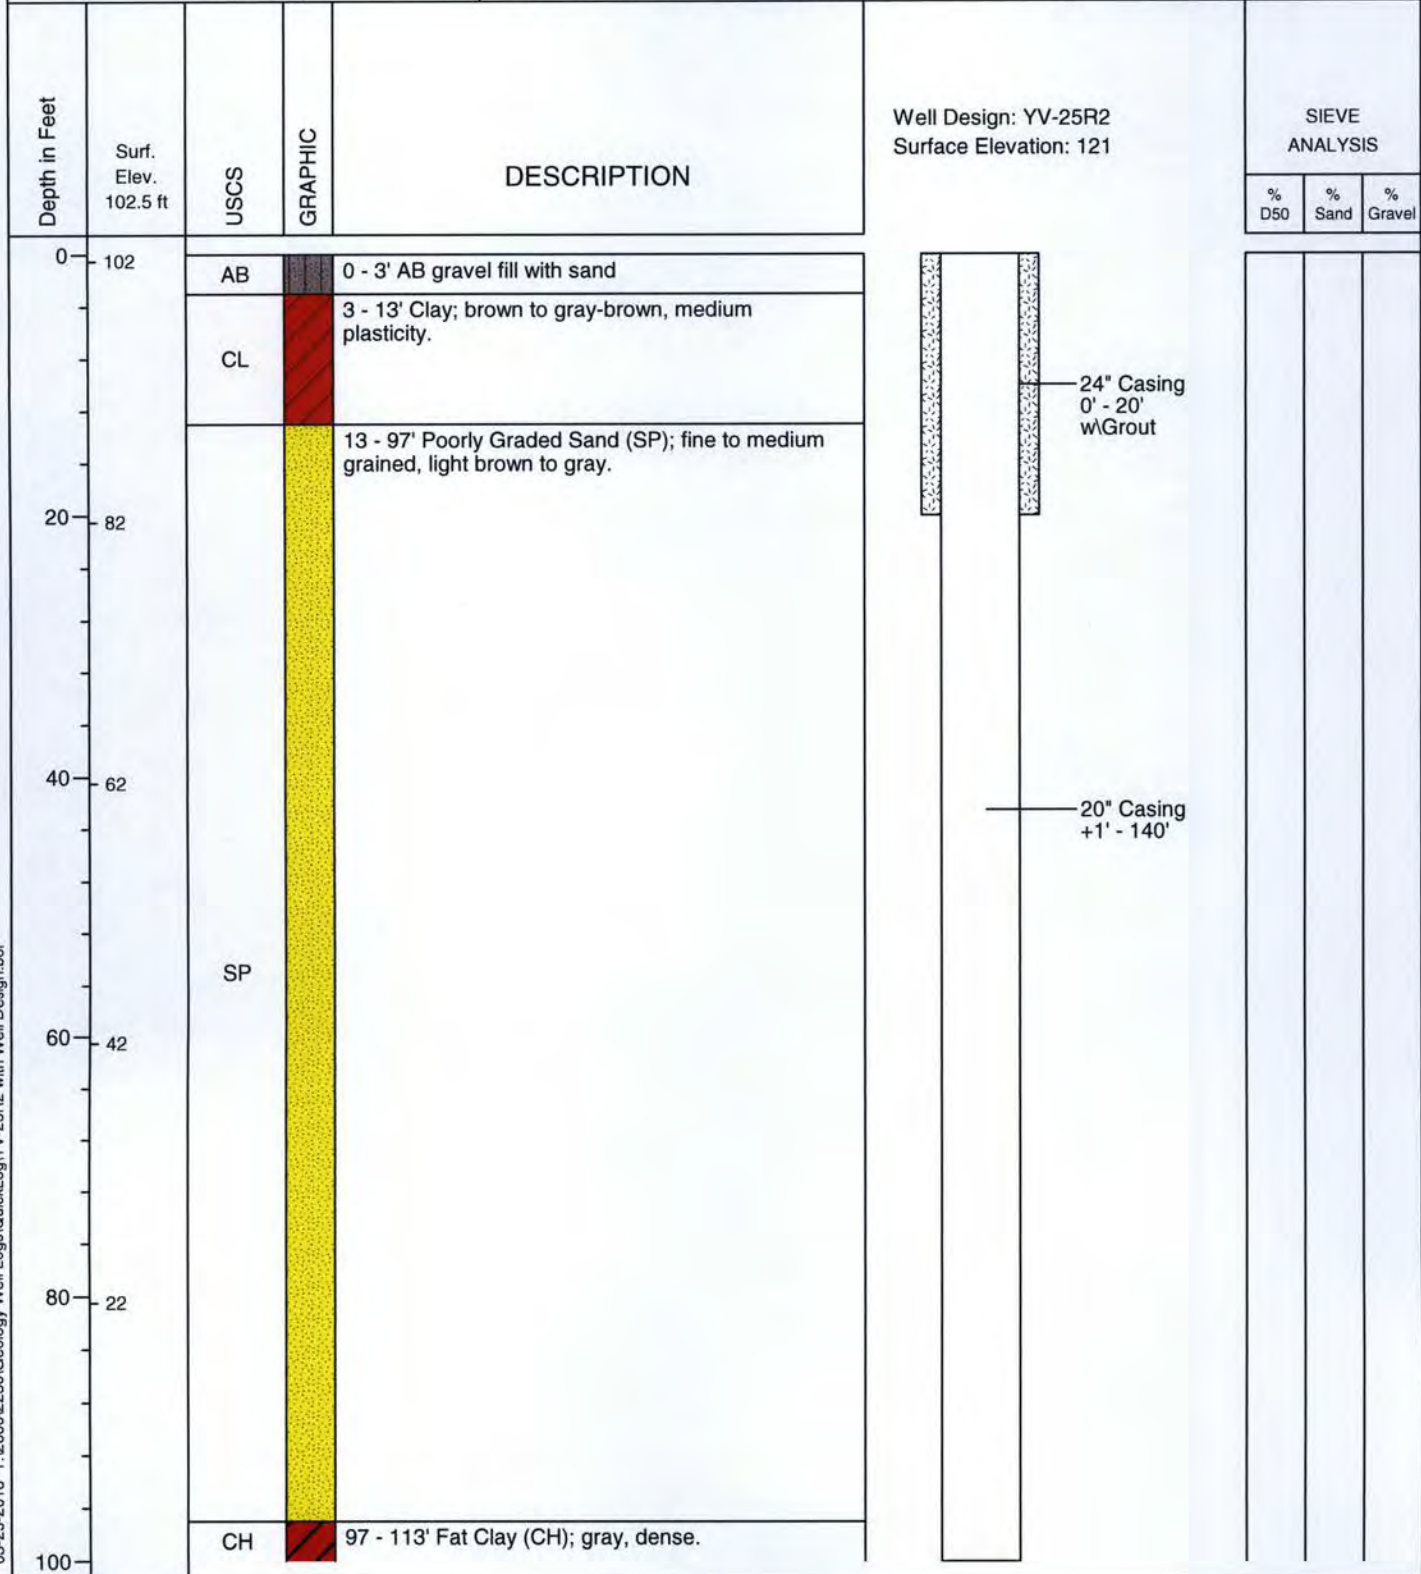 Depth in Feet
Surf.
Elev.
102.5 ft
USCS
GRAPHIC
DESCRIPTION
Well Design: YV-25R2
Surface Elevation: 121
SIEVE
ANALYSIS
%
D50
%
Sand
%
Gravel
0
102
AB
0 - 3' AB gravel fill with sand
3 - 13' Clay; brown to gray-brown, medium
plasticity.
CL
24" Casing
0' - 20'
w\Grout
13 - 97' Poorly Graded Sand (SP); fine to medium
grained, light brown to gray.
20
82
40
62
20" Casing
+1' - 140'
SP
60
42
80
22
CH
97 - 113' Fat Clay (CH); gray, dense.
100